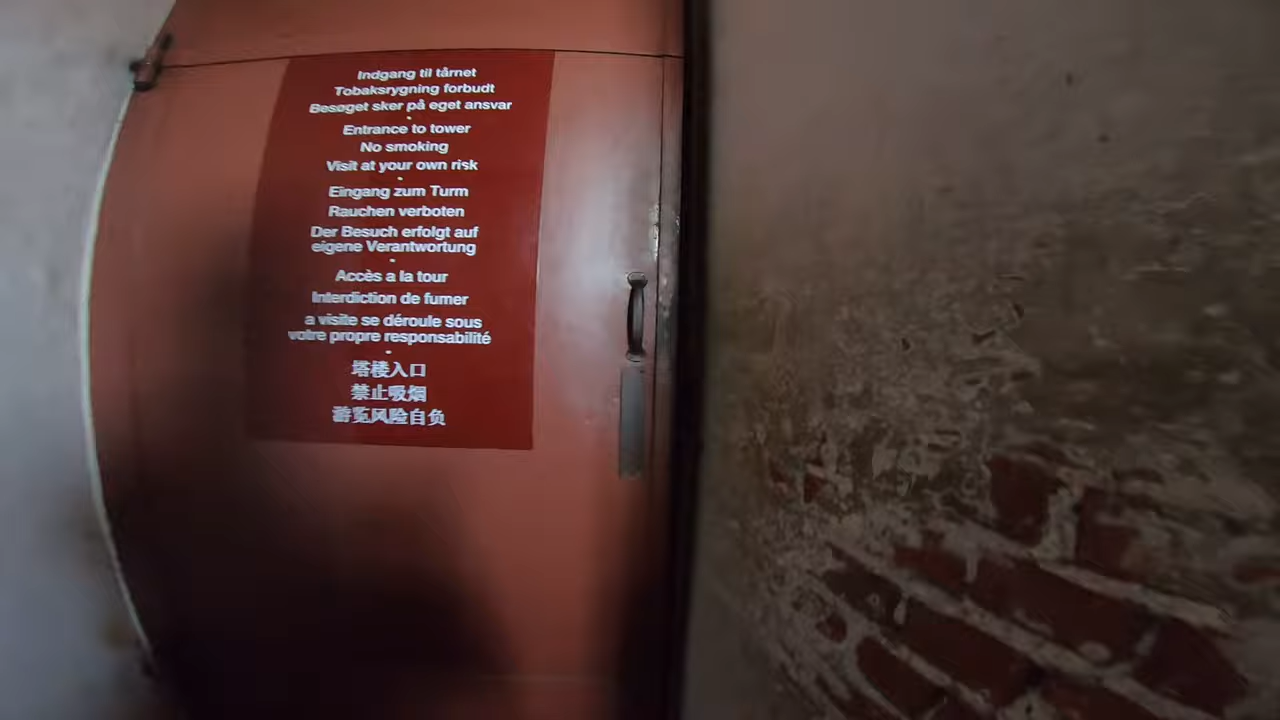 Indgang til tårnet
Tobaksrygning forbudt
Besøget sker på eget ansvar
Entrance to tower
No smoking
Visit at your own risk
Eingang zum Turm
Rauchen verboten
Der Besuch erfolgt auf
eigene Verantwortung
Accès a la tour
Interdiction de fumer
a visite se déroule sous
votre propre responsabilité
塔楼入口
禁止吸烟
游览风险自负